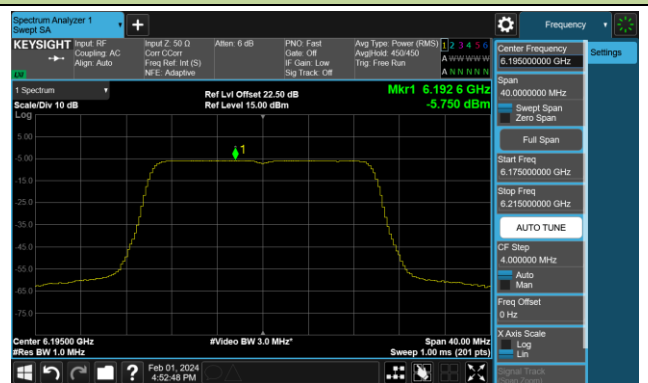 Spectrum Analyzer 1
Swept SA
Frequency
KEYSIGHT
Input: RF
Coupling: AC
Align: Auto
Input Z: 50 Ω
Corr CCorr
Freq Ref: Int (S)
NFE: Adaptive
Atten: 6 dB
PNO: Fast
Gate: Off
IF Gain: Low
Sig Track: Off
Avg Type: Power (RMS)
Avg|Hold: 450/450
Trig: Free Run
1 2 3 4 5 6
A WW WW W
A N N N N N
1 Spectrum
Scale/Div 10 dB
Log
Ref Lvl Offset 22.50 dB
Ref Level 15.00 dBm
Mkr1 6.192 6 GHz
-5.750 dBm
1
5.00
-5.00
-15.0
-25.0
-35.0
-45.0
-55.0
-65.0
-75.0
Center 6.19500 GHz
#Res BW 1.0 MHz
#Video BW 3.0 MHz*
Span 40.00 MHz
Sweep 1.00 ms (201 pts)
Feb 01, 2024
4:52:48 PM
Center Frequency
6.195000000 GHz
Settings
Span
40.0000000 MHz
Swept Span
Zero Span
Full Span
Start Freq
6.175000000 GHz
Stop Freq
6.215000000 GHz
AUTO TUNE
CF Step
4.000000 MHz
Auto
Man
Freq Offset
0 Hz
X Axis Scale
Log
Lin
Signal Track